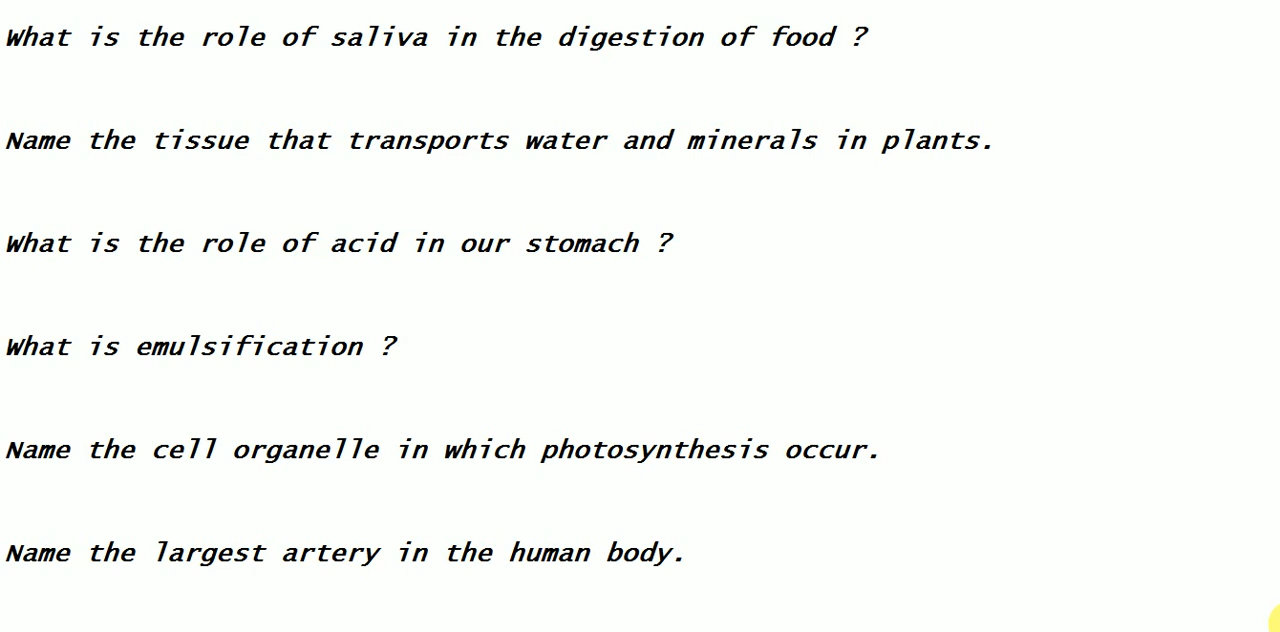 What is the role of saliva in the digestion of food ?
Name the tissue that transports water and minerals in plants.
What is the role of acid in our stomach ?
What is emulsification ?
Name the cell organelle in which photosynthesis occur.
Name the largest artery in the human body.